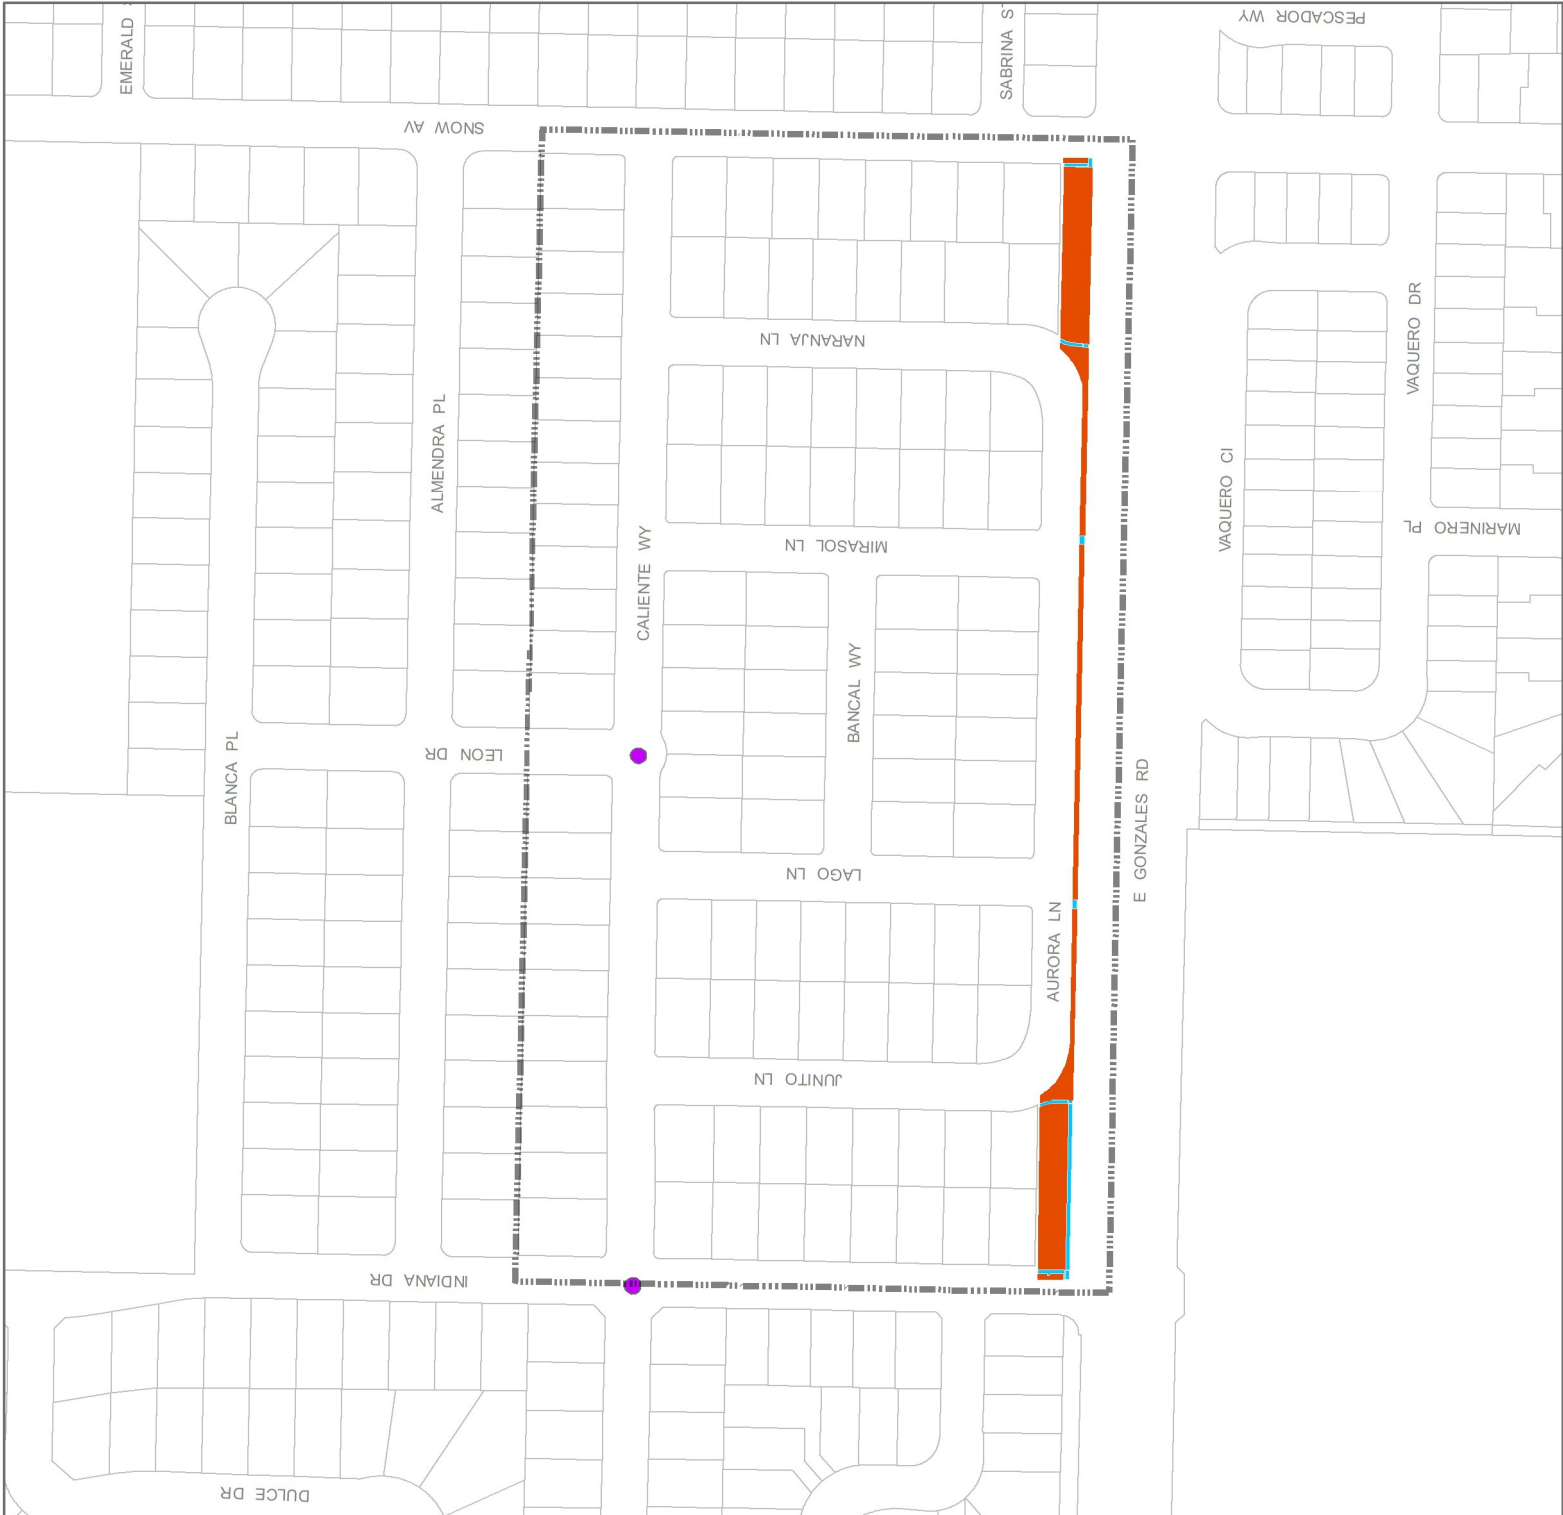 EMERALD
SABRINA ST
PESCADOR WY
SNOW AV
NARANJA LN
VAQUERO DR
ALMENDRA PL
VAQUERO CI
MARINERO PL
CALIENTE WY
MIRASOL LN
BANCAL WY
BLANCA PL
LEON DR
E GONZALES RD
LAGO LN
AURORA LN
JUNITO LN
INDIANA DR
DULCE DR